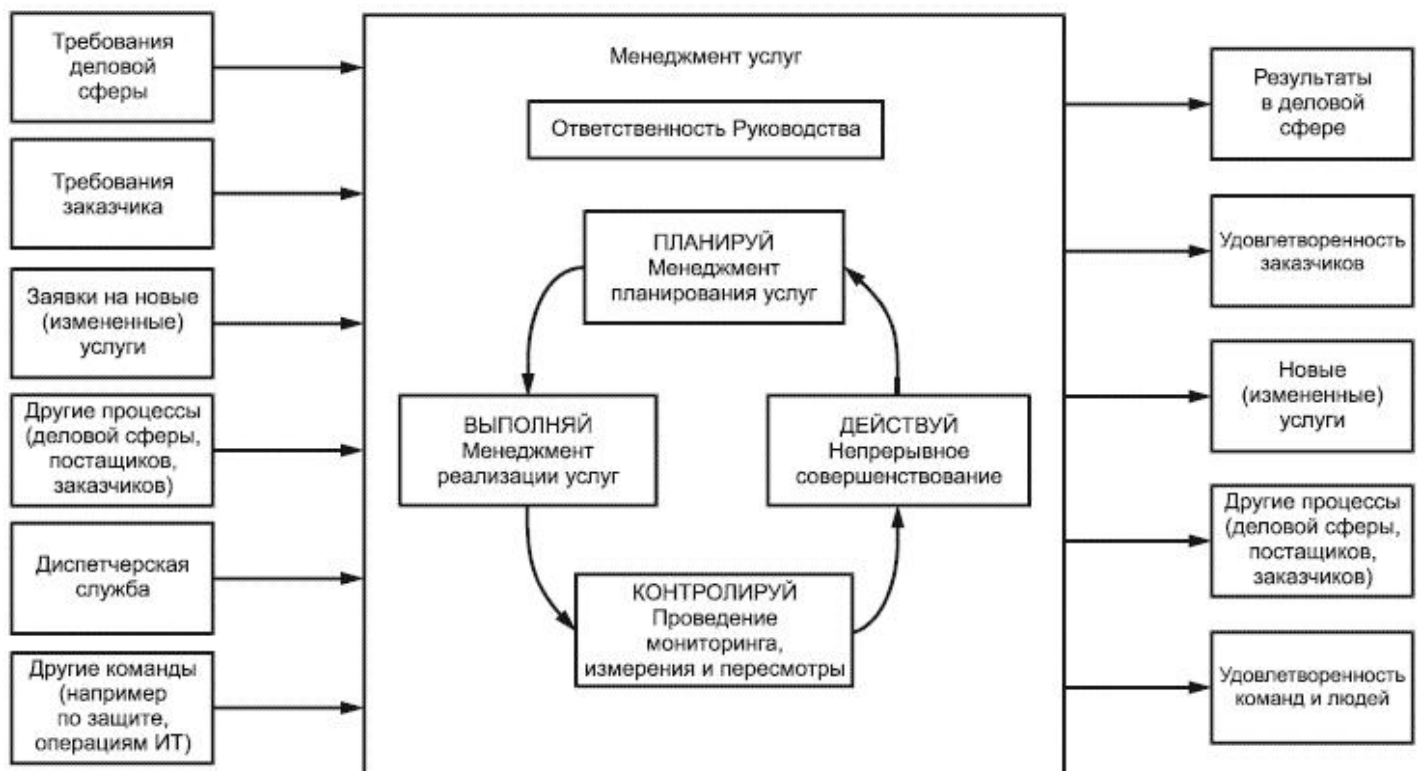 Требования
деловой
сферы
Требования
заказчика
Заявки на новые
(измененные)
услуги
Другие процессы
(деловой сферы,
постащиков,
заказчиков)
Диспетчерская
служба
Другие команды
(например
по защите,
операциям ИТ)
Менеджмент услуг
Ответственность Руководства
ПЛАНИРУЙ
Менеджмент
планирования услуг
ВЫПОЛНЯЙ
Менеджмент
реализации услуг
ДЕЙСТВУЙ
Непрерывное
совершенствование
КОНТРОЛИРУЙ
Проведение
мониторинга,
измерения и пересмотры
Результаты
в деловой
сфере
Удовлетворенность
заказчиков
Новые
(измененные)
услуги
Другие процессы
(деловой сферы,
постащиков,
заказчиков)
Удовлетворенность
команд и людей